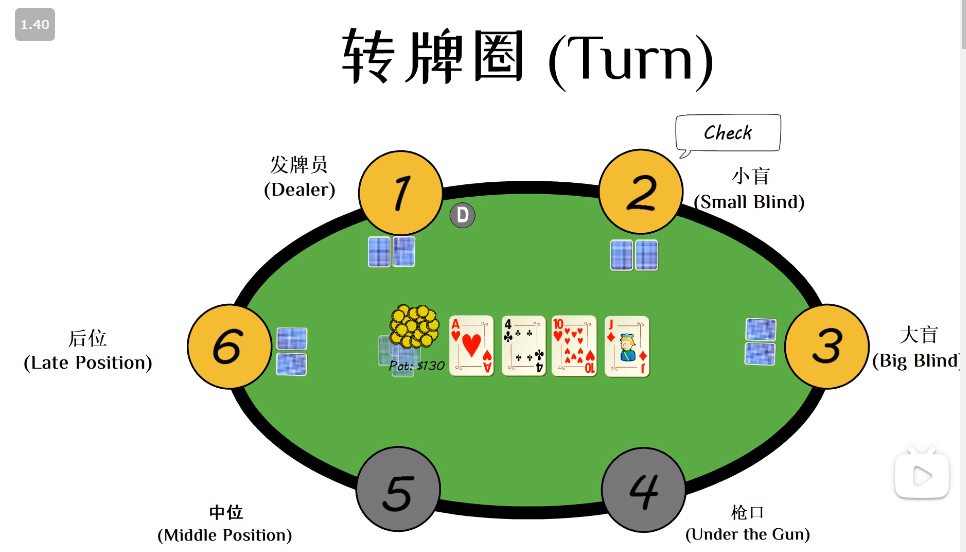 1.40
转牌圈 (Turn)
Check
发牌员
(Dealer)
1
2
小盲
(Small Blind)
D
后位
(Late Position)
6
Pot: $130
A
A
4
4
10
10
J
J
3
大盲
(Big Blind)
5
4
中位
(Middle Position)
枪口
(Under the Gun)